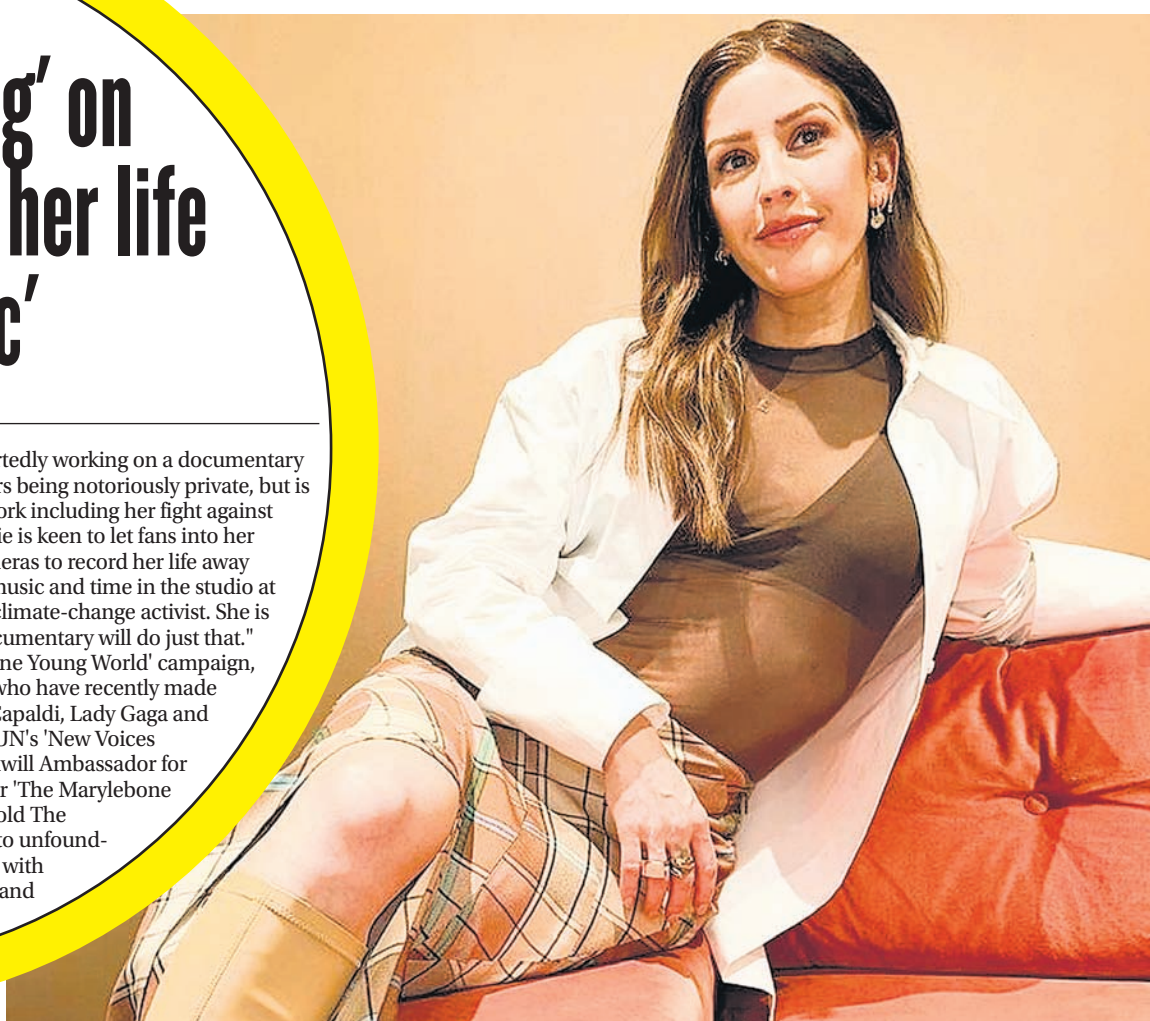 g' on
her life
c'
rtedly working on a documentary
rs being notoriously private, but is
ork including her fight against
ie is keen to let fans into her
eras to record her life away
music and time in the studio at
climate-change activist. She is
cumentary will do just that."
ne Young World' campaign,
who have recently made
Capaldi, Lady Gaga and
UN's 'New Voices
will Ambassador for
r 'The Marylebone
old The
to unfound-
with
and